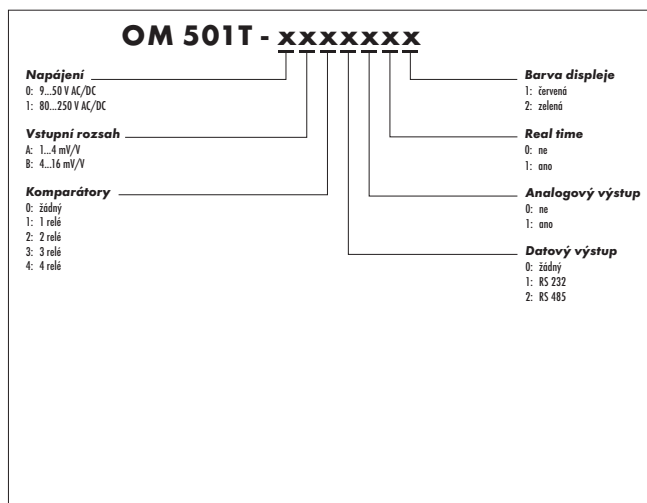 OM 501T - xxxxxxx
Napájení
0: 9...50 V AC/DC
1: 80...250 V AC/DC
Vstupní rozsah
A: 1...4 mV/V
B: 4...16 mV/V
Komparátory
0: žádný
1: 1 relé
2: 2 relé
3: 3 relé
4: 4 relé
Barva displeje
1: červená
2: zelená
Real time
0: ne
1: ano
Analogový výstup
0: ne
1: ano
Datový výstup
0: žádný
1: RS 232
2: RS 485